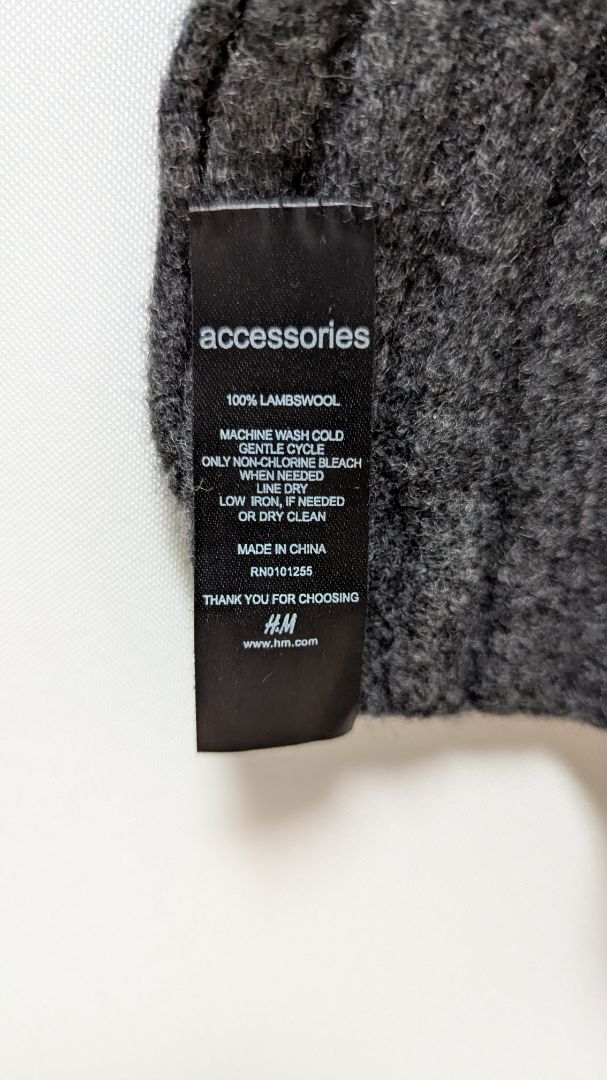 accessories
100% LAMBSWOOL
MACHINE WASH COLD
GENTLE CYCLE
ONLY NON-CHLORINE BLEACH
WHEN NEEDED
LINE DRY
LOW IRON, IF NEEDED
OR DRY CLEAN
MADE IN CHINA
RN0101255
THANK YOU FOR CHOOSING
H&M
www.hm.com